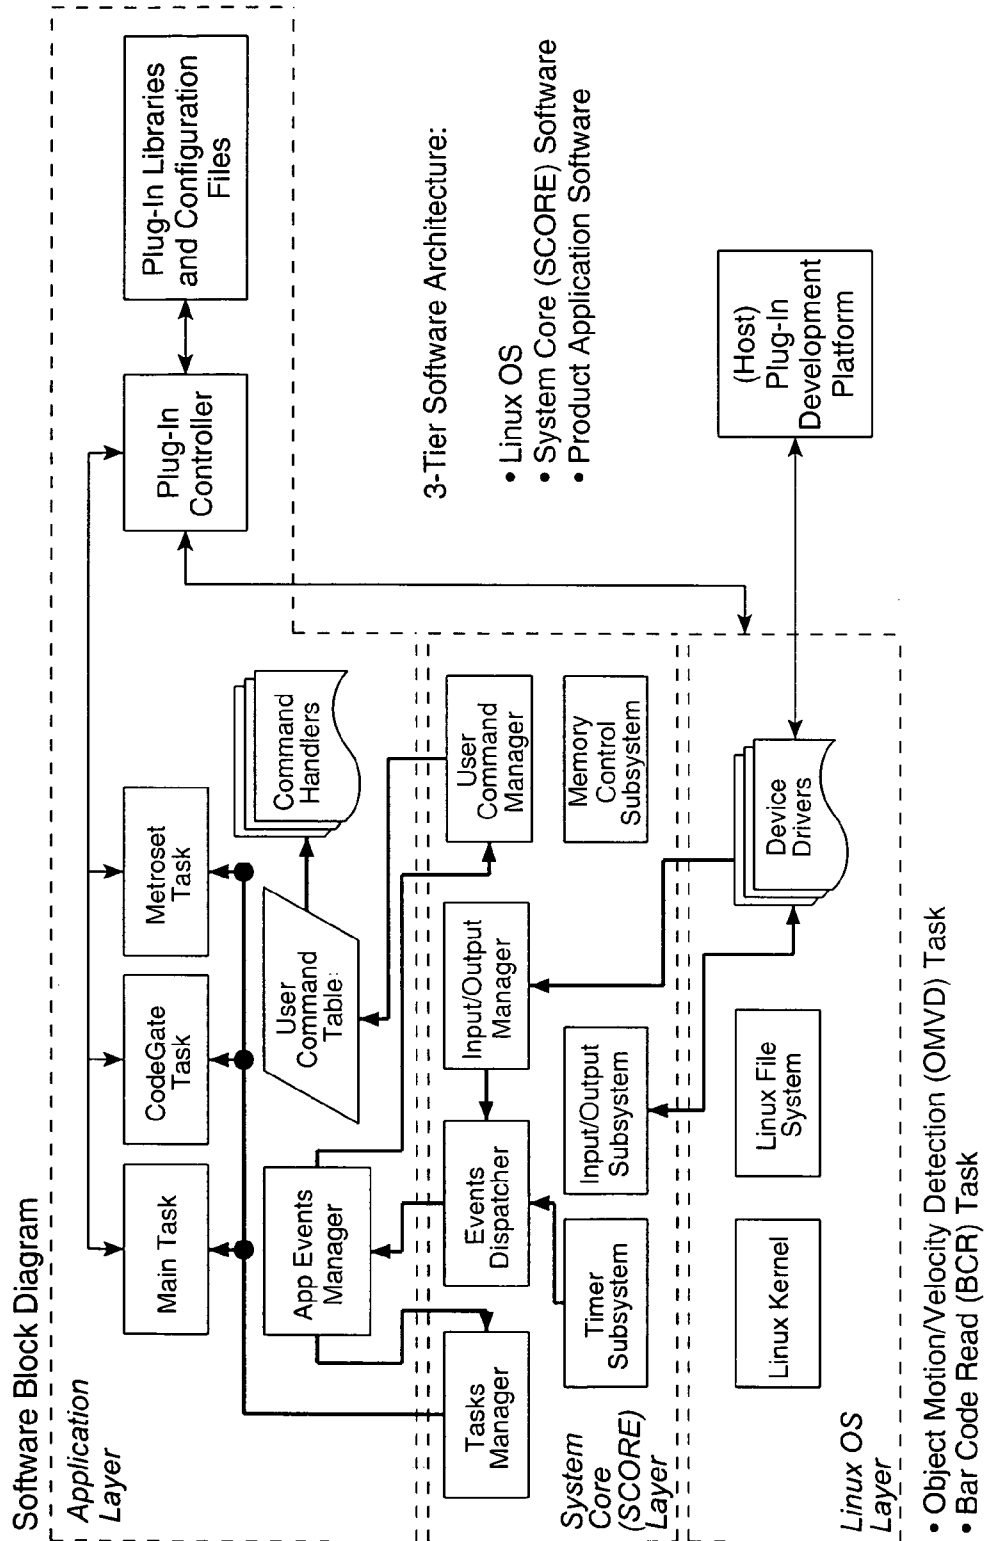 Software Block Diagram
Application
Layer
Main Task
CodeGate
Task
Metroset
Task
Plug-In
Controller
Plug-In Libraries
and Configuration
Files
App Events
Manager
User
Command
Table:
Command
Handlers
3-Tier Software Architecture:
• Linux OS
• System Core (SCORE) Software
• Product Application Software
Tasks
Manager
Events
Dispatcher
Input/Output
Manager
User
Command
Manager
System
Core
(SCORE)
Layer
Timer
Subsystem
Input/Output
Subsystem
Memory
Control
Subsystem
Linux OS
Layer
Linux Kernel
Linux File
System
Device
Drivers
(Host)
Plug-In
Development
Platform
• Object Motion/Velocity Detection (OMVD) Task
• Bar Code Read (BCR) Task